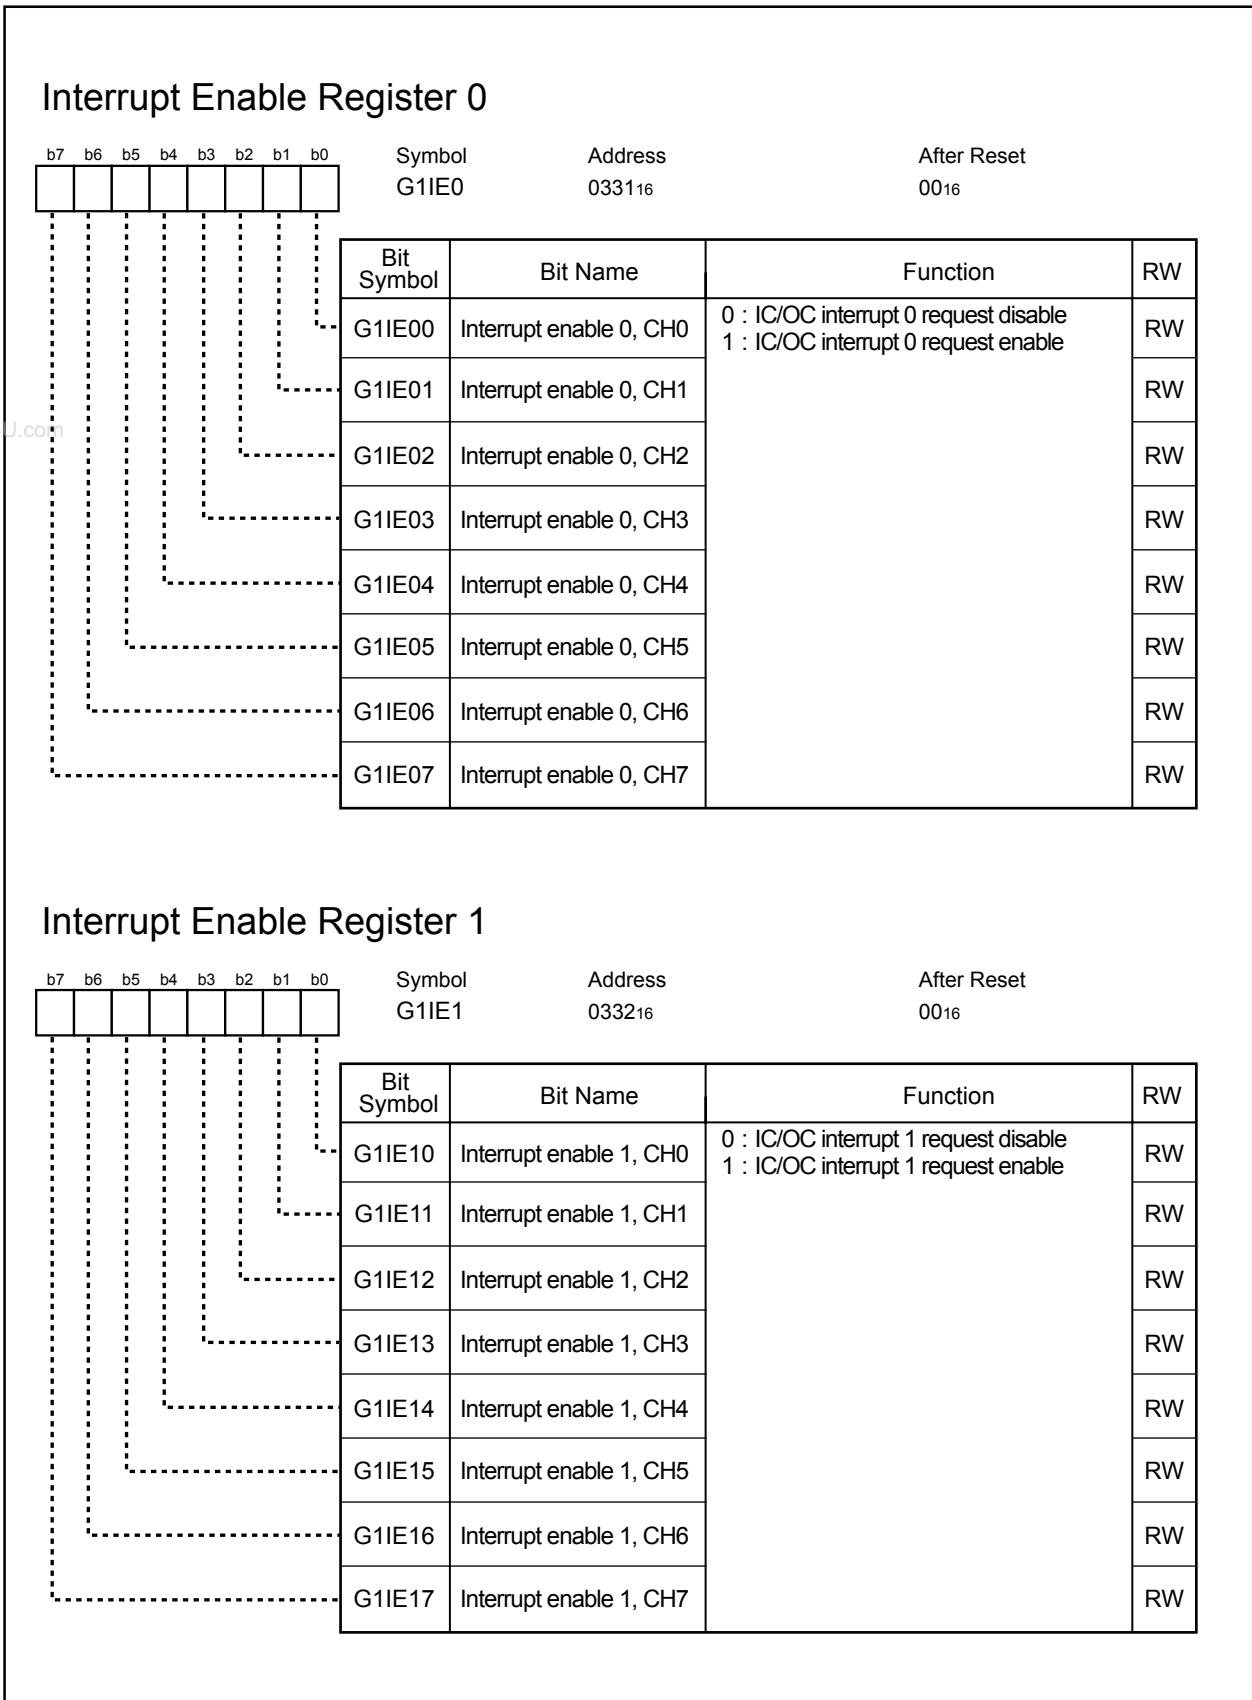 Interrupt Enable Register 0
b7 b6 b5 b4 b3 b2 b1 b0 Symbol Address After Reset
G1IE0 033116 0016
Bit Symbol Bit Name Function RW
G1IE00 Interrupt enable 0, CH0 0 : IC/OC interrupt 0 request disable RW
1 : IC/OC interrupt 0 request enable
G1IE01 Interrupt enable 0, CH1 RW
U.com
G1IE02 Interrupt enable 0, CH2 RW
G1IE03 Interrupt enable 0, CH3 RW
G1IE04 Interrupt enable 0, CH4 RW
G1IE05 Interrupt enable 0, CH5 RW
G1IE06 Interrupt enable 0, CH6 RW
G1IE07 Interrupt enable 0, CH7 RW
Interrupt Enable Register 1
b7 b6 b5 b4 b3 b2 b1 b0 Symbol Address After Reset
G1IE1 033216 0016
Bit Symbol Bit Name Function RW
G1IE10 Interrupt enable 1, CH0 0 : IC/OC interrupt 1 request disable RW
1 : IC/OC interrupt 1 request enable
G1IE11 Interrupt enable 1, CH1 RW
G1IE12 Interrupt enable 1, CH2 RW
G1IE13 Interrupt enable 1, CH3 RW
G1IE14 Interrupt enable 1, CH4 RW
G1IE15 Interrupt enable 1, CH5 RW
G1IE16 Interrupt enable 1, CH6 RW
G1IE17 Interrupt enable 1, CH7 RW